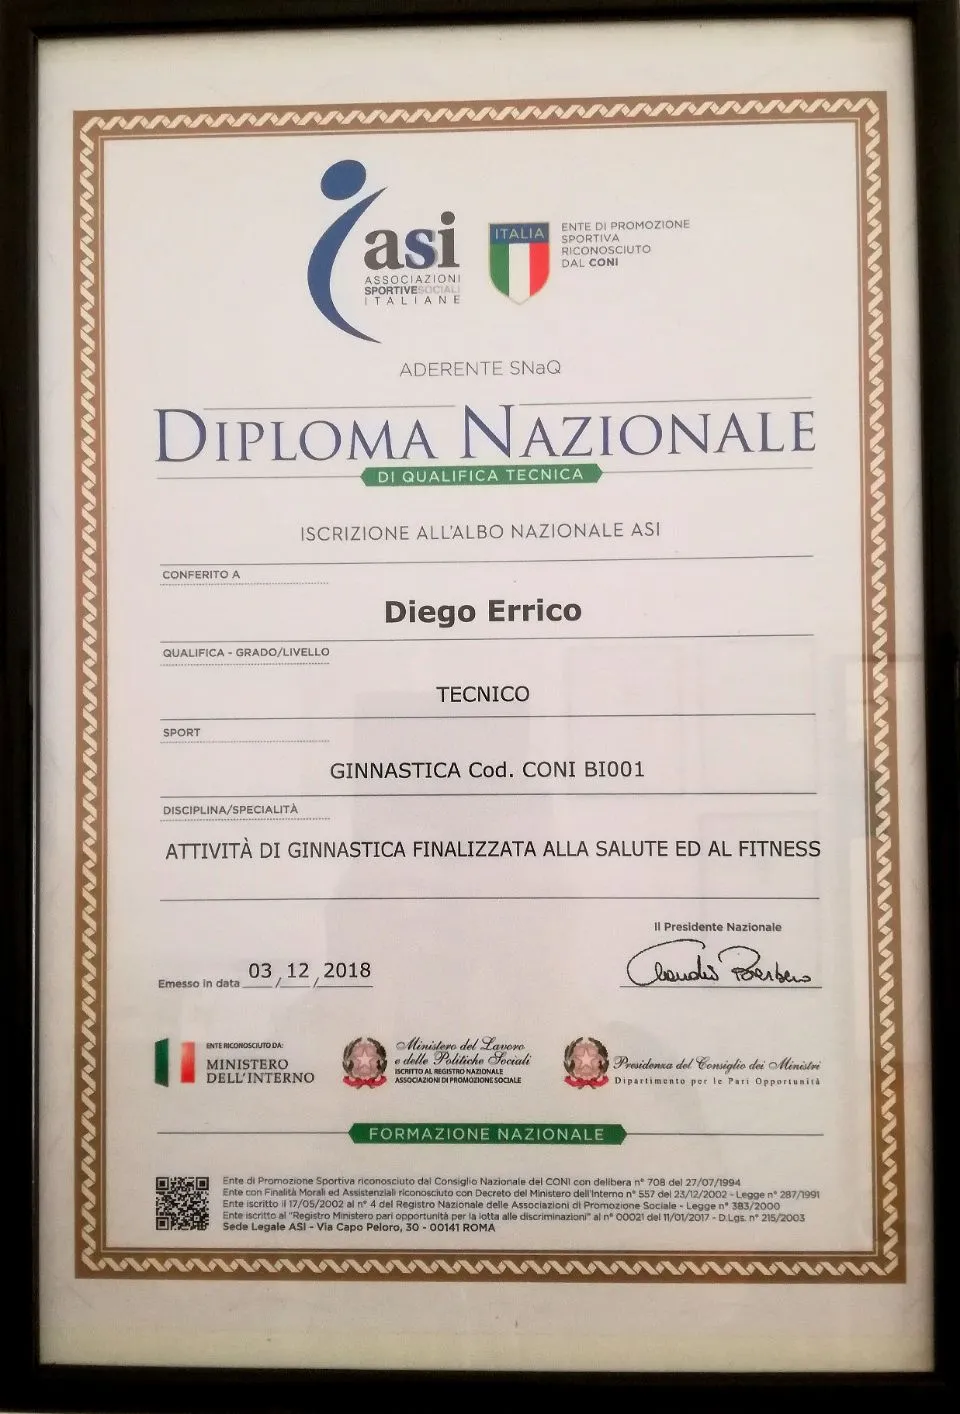 asi
ASSOCIAZIONI
SPORTIVESOCIALI
ITALIANE
ITALIA
ENTE DI PROMOZIONE
SPORTIVA
RICONOSCIUTO
DAL CONI
ADERENTE SNaQ
DIPLOMA NAZIONALE
DI QUALIFICA TECNICA
ISCRIZIONE ALL'ALBO NAZIONALE ASI
CONFERITO A
Diego Errico
QUALIFICA - GRADO/LIVELLO
TECNICO
SPORT
GINNASTICA Cod. CONI BI001
DISCIPLINA/SPECIALITÀ
ATTIVITÀ DI GINNASTICA FINALIZZATA ALLA SALUTE ED AL FITNESS
Il Presidente Nazionale
Claudio Barbaro
Emesso in data 03 / 12 / 2018
ENTE RICONOSCIUTO DA:
MINISTERO
DELL'INTERNO
Ministero del Lavoro
e delle Politiche Sociali
ISCRITTO AL REGISTRO NAZIONALE
ASSOCIAZIONI DI PROMOZIONE SOCIALE
Presidenza del Consiglio dei Ministri
Dipartimento per le Pari Opportunità
FORMAZIONE NAZIONALE
Ente di Promozione Sportiva riconosciuto dal Consiglio Nazionale del CONI con delibera n° 708 del 27/07/1994
Ente con Finalità Morali ed Assistenziali riconosciuto con Decreto del Ministero dell'Interno n° 557 del 23/12/2002 - Legge n° 287/1991
Ente iscritto il 17/05/2002 al n° 4 del Registro Nazionale delle Associazioni di Promozione Sociale - Legge n° 383/2000
Ente iscritto al "Registro Ministero pari opportunità per la lotta alle discriminazioni" al n° 00021 del 11/01/2017 - D.Lgs. n° 215/2003
Sede Legale ASI - Via Capo Peloro, 30 - 00141 ROMA